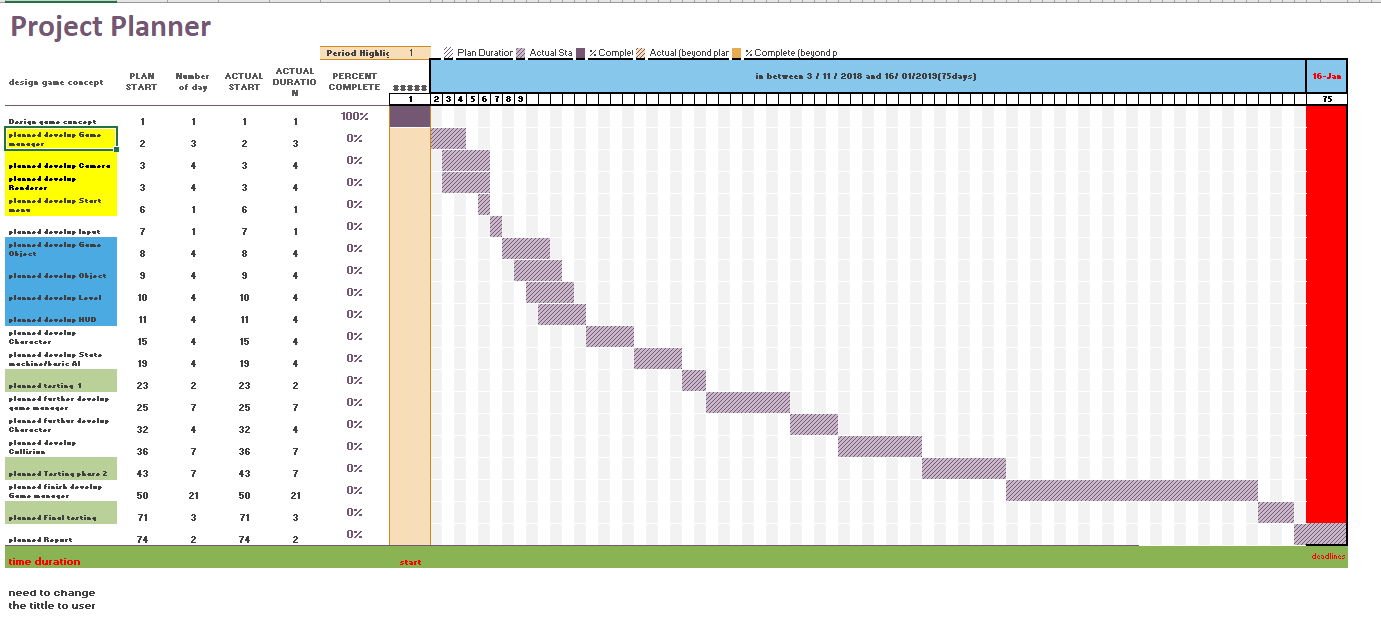 Project Planner
Period Highlig 1 Plan Duration Actual Sta % Complet Actual (beyond plan % Complete (beyond p
design game concept PLAN START Number of day ACTUAL START ACTUAL DURATIO N PERCENT COMPLETE ##### in between 3 / 11 / 2018 and 16/ 01/2019(75days) 16-Jan
1 2 3 4 5 6 7 8 9 75
Design game concept 1 1 1 1 100%
planned develop Game manager 2 3 2 3 0%
planned develop Camera 3 4 3 4 0%
planned develop Renderer 3 4 3 4 0%
planned develop Start menu 6 1 6 1 0%
planned develop Input 7 1 7 1 0%
planned develop Game Object 8 4 8 4 0%
planned develop Object 9 4 9 4 0%
planned develop Level 10 4 10 4 0%
planned develop HUD 11 4 11 4 0%
planned develop Character 15 4 15 4 0%
planned develop State machine/basic AI 19 4 19 4 0%
planned testing 1 23 2 23 2 0%
planned further develop game manager 25 7 25 7 0%
planned further develop Character 32 4 32 4 0%
planned develop Collision 36 7 36 7 0%
planned Testing phase 2 43 7 43 7 0%
planned finish develop Game manager 50 21 50 21 0%
planned Final testing 71 3 71 3 0%
planned Report 74 2 74 2 0%
time duration start deadlines
need to change
the tittle to user